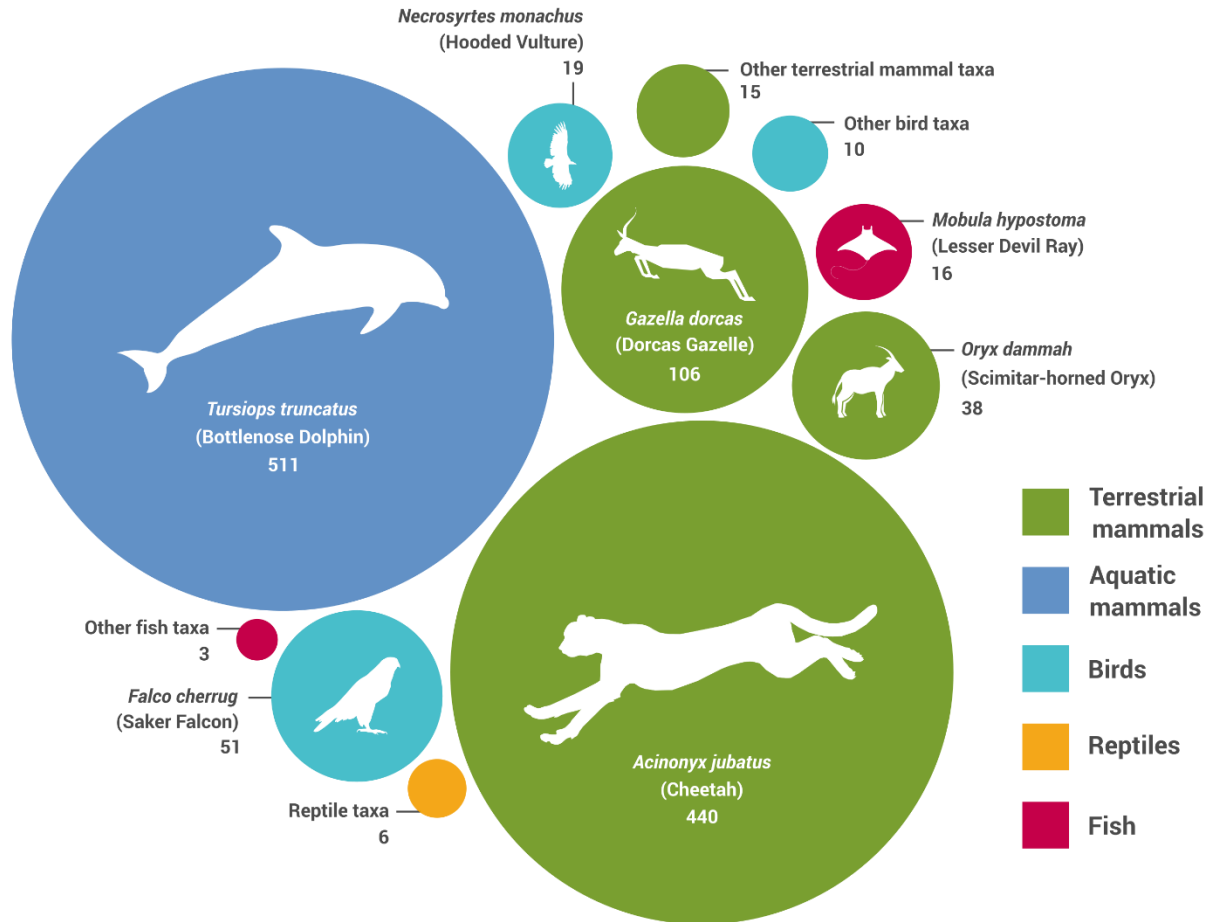 Necrosyrtes monachus
(Hooded Vulture)
19
Other terrestrial mammal taxa
15
Other bird taxa
10
Mobula hypostoma
(Lesser Devil Ray)
16
Gazella dorcas
(Dorcas Gazelle)
106
Oryx dammah
(Scimitar-horned Oryx)
38
Tursiops truncatus
(Bottlenose Dolphin)
511
Other fish taxa
3
Falco cherrug
(Saker Falcon)
51
Reptile taxa
6
Acinonyx jubatus
(Cheetah)
440
Terrestrial
mammals
Aquatic
mammals
Birds
Reptiles
Fish